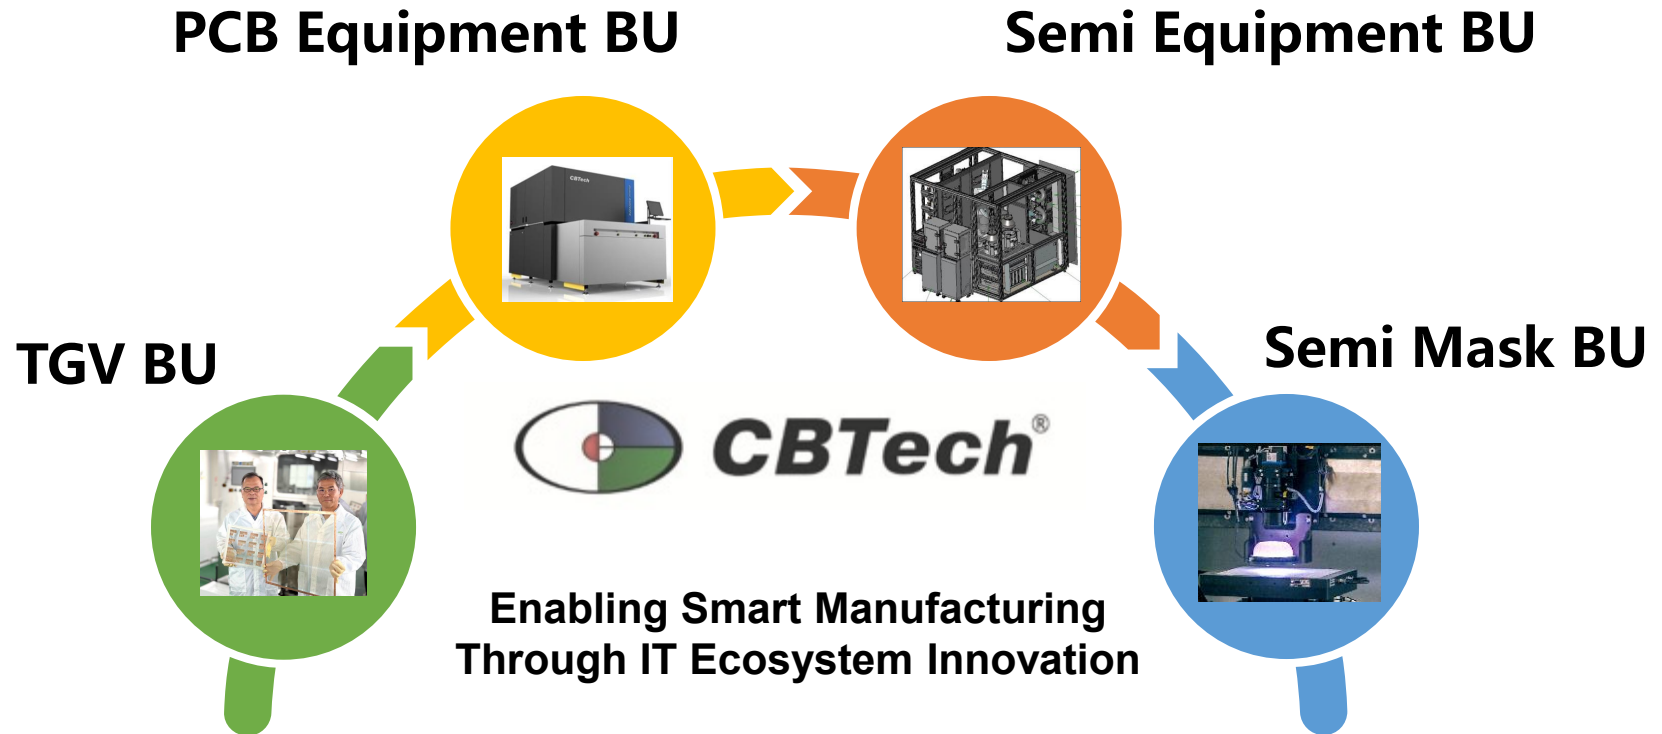 PCB Equipment BU
Semi Equipment BU
CBTech
TGV BU
Semi Mask BU
CBTech®
Enabling Smart Manufacturing
Through IT Ecosystem Innovation